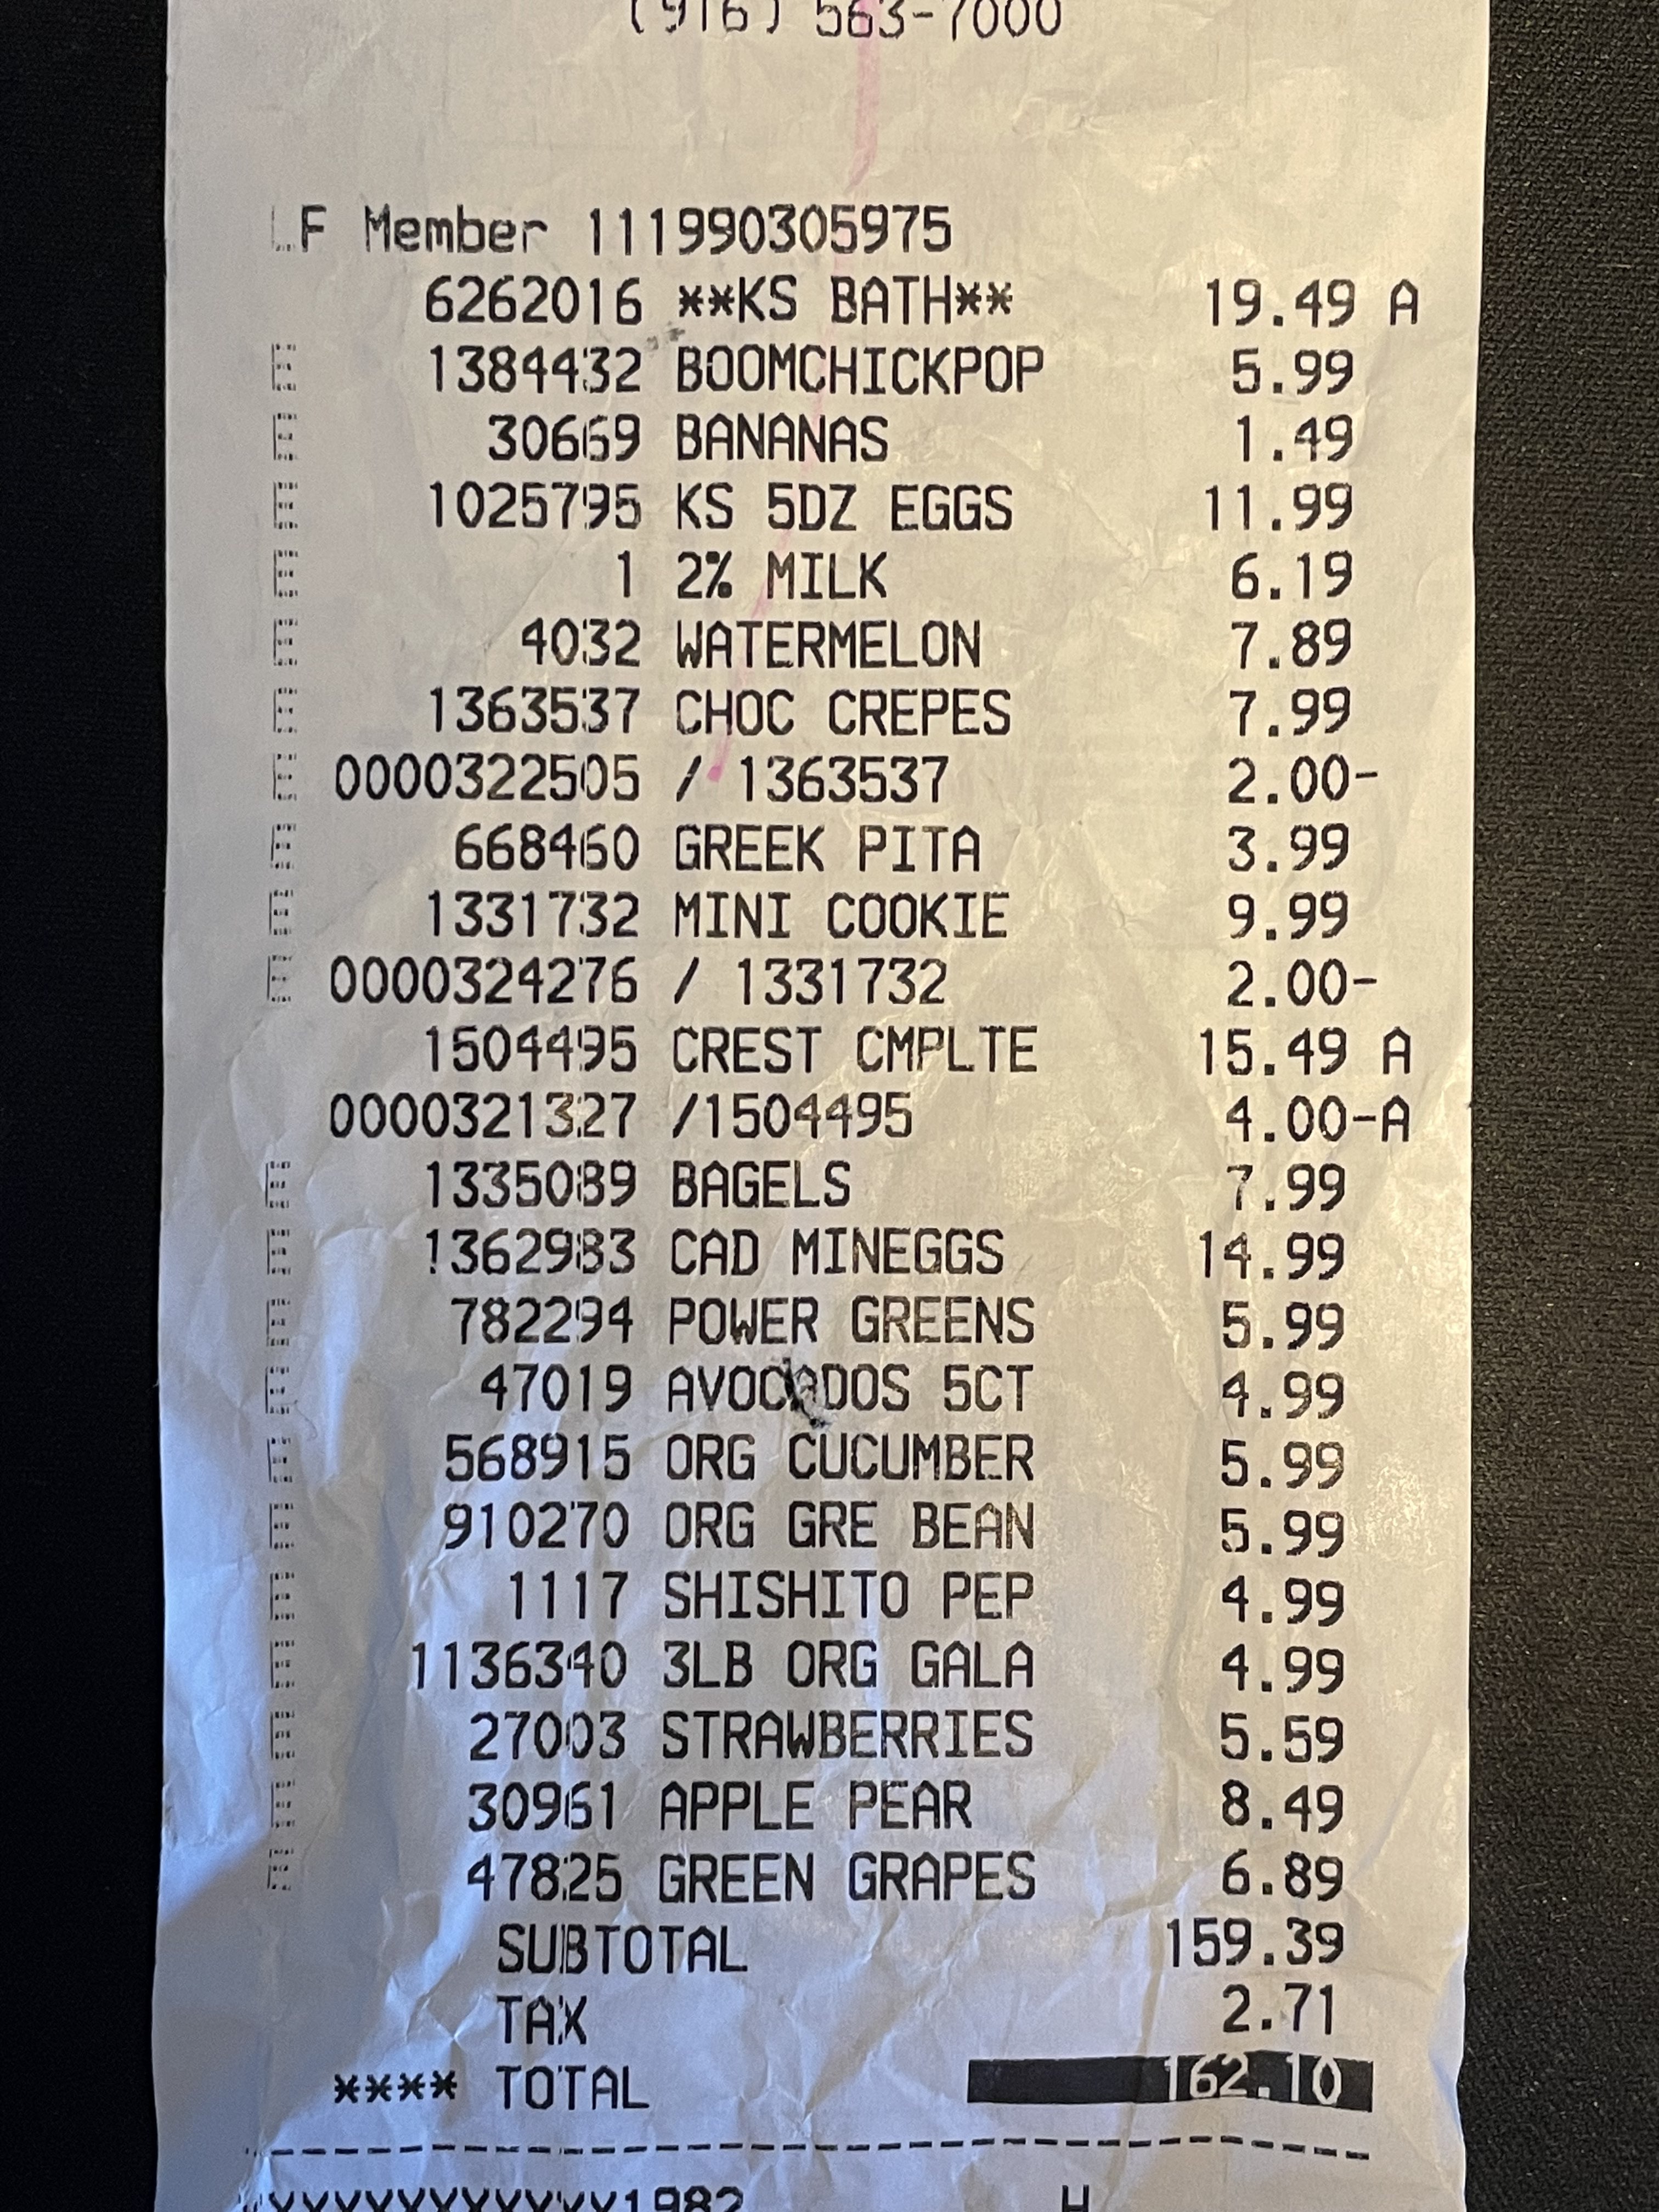 (916) 563-7000
LF Member 111990305975
6262016 **KS BATH** 19.49 A
E 1384432 BOOMCHICKPOP 5.99
E 30669 BANANAS 1.49
E 1025795 KS 5DZ EGGS 11.99
E 1 2% MILK 6.19
E 4032 WATERMELON 7.89
E 1363537 CHOC CREPES 7.99
E 0000322505 / 1363537 2.00-
E 668460 GREEK PITA 3.99
E 1331732 MINI COOKIE 9.99
E 0000324276 / 1331732 2.00-
1504495 CREST CMPLTE 15.49 A
0000321327 /1504495 4.00-A
E 1335089 BAGELS 7.99
E 1362983 CAD MINEGGS 14.99
E 782294 POWER GREENS 5.99
E 47019 AVOCADOS 5CT 4.99
E 568915 ORG CUCUMBER 5.99
E 910270 ORG GRE BEAN 5.99
E 1117 SHISHITO PEP 4.99
E 1136340 3LB ORG GALA 4.99
E 27003 STRAWBERRIES 5.59
E 30961 APPLE PEAR 8.49
E 47825 GREEN GRAPES 6.89
SUBTOTAL 159.39
TAX 2.71
**** TOTAL 162.10
XXXXXXXXXXXX1982 H